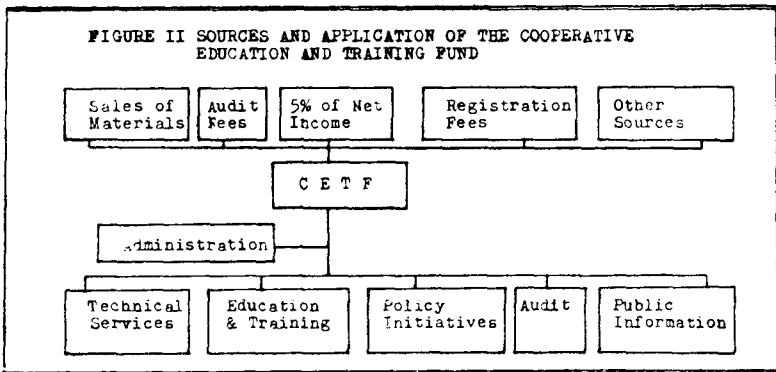 FIGURE II SOURCES AND APPLICATION OF THE COOPERATIVE
EDUCATION AND TRAINING FUND
Sales of
Materials
Audit
Fees
5% of Net
Income
Registration
Fees
Other
Sources
C E T F
Administration
Technical
Services
Education
& Training
Policy
Initiatives
Audit
Public
Information